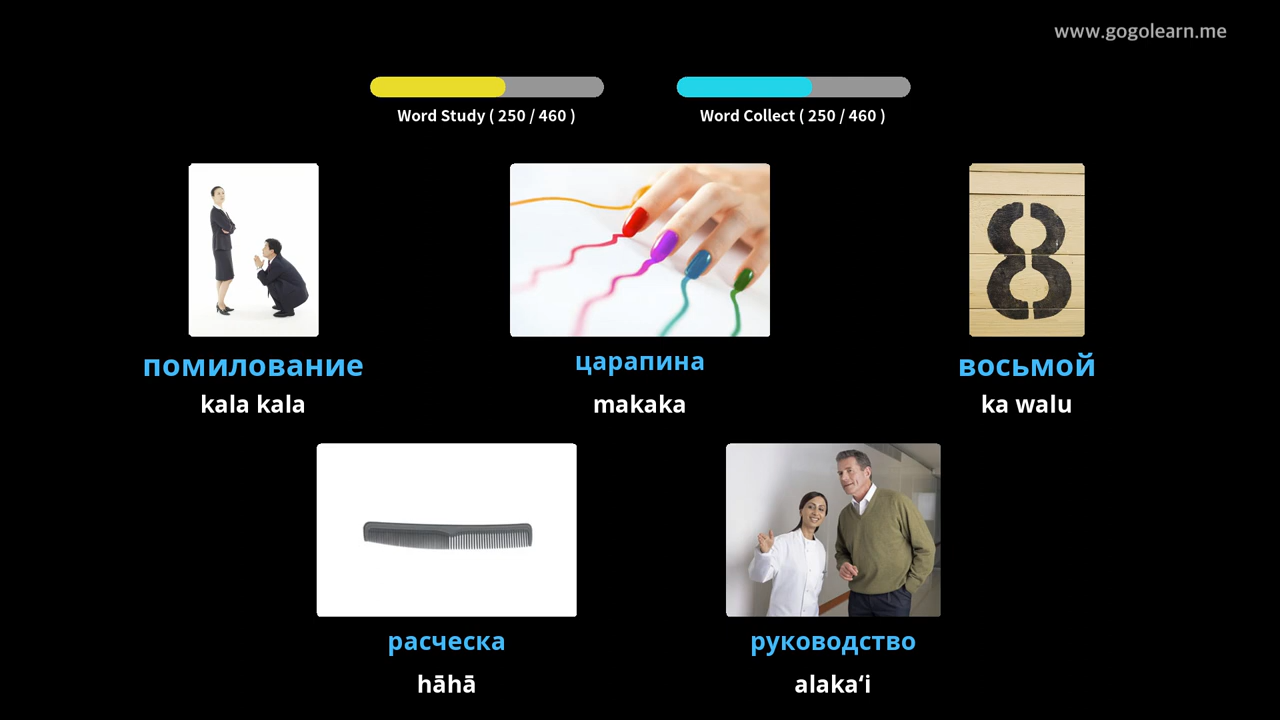 www.gogolearn.me
Word Study ( 250 / 460 )
Word Collect ( 250 / 460 )
8
помилование
царапина
восьмой
kala kala
makaka
ka walu
расческа
руководство
hāhā
alakaʻi